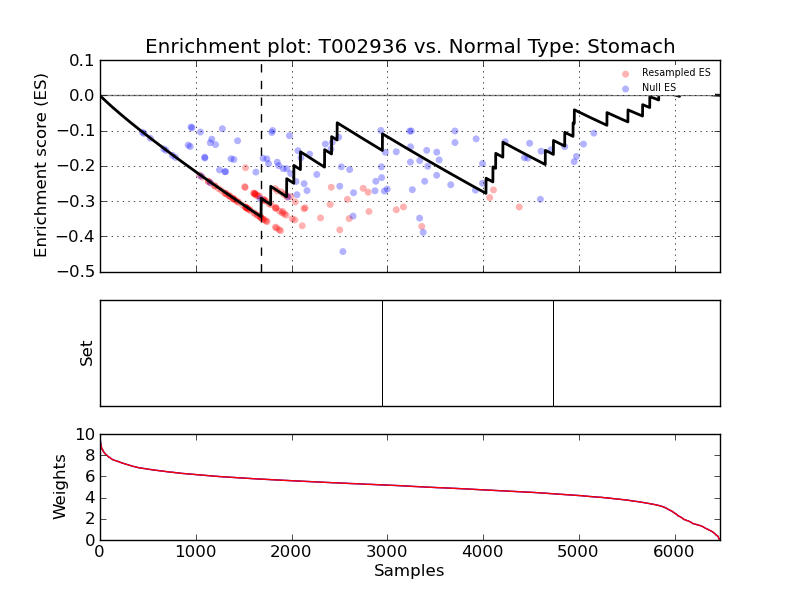 Enrichment plot: T002936 vs. Normal Type: Stomach
Resampled ES
Null ES
Enrichment score (ES)
0.1
0.0
−0.1
−0.2
−0.3
−0.4
−0.5
Set
Weights
10
8
6
4
2
0
0 1000 2000 3000 4000 5000 6000
Samples